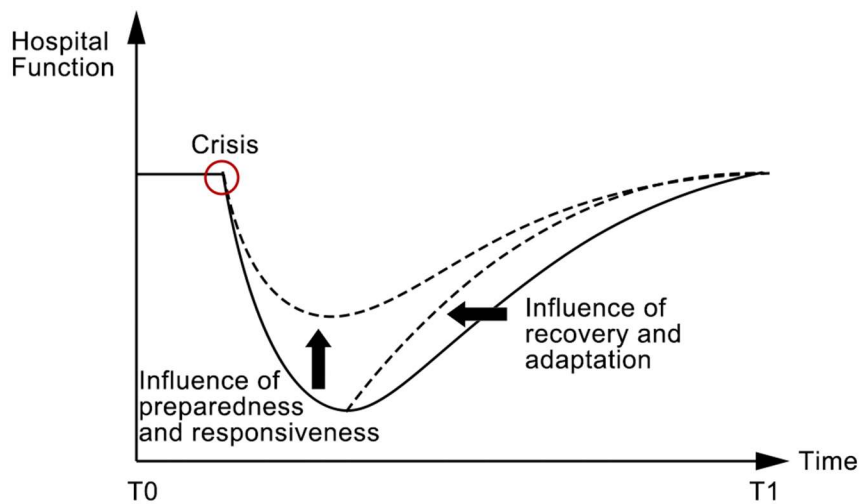 Hospital
Function
Crisis
Influence of
recovery and
adaptation
Influence of
preparedness
and responsiveness
Time
T0
T1